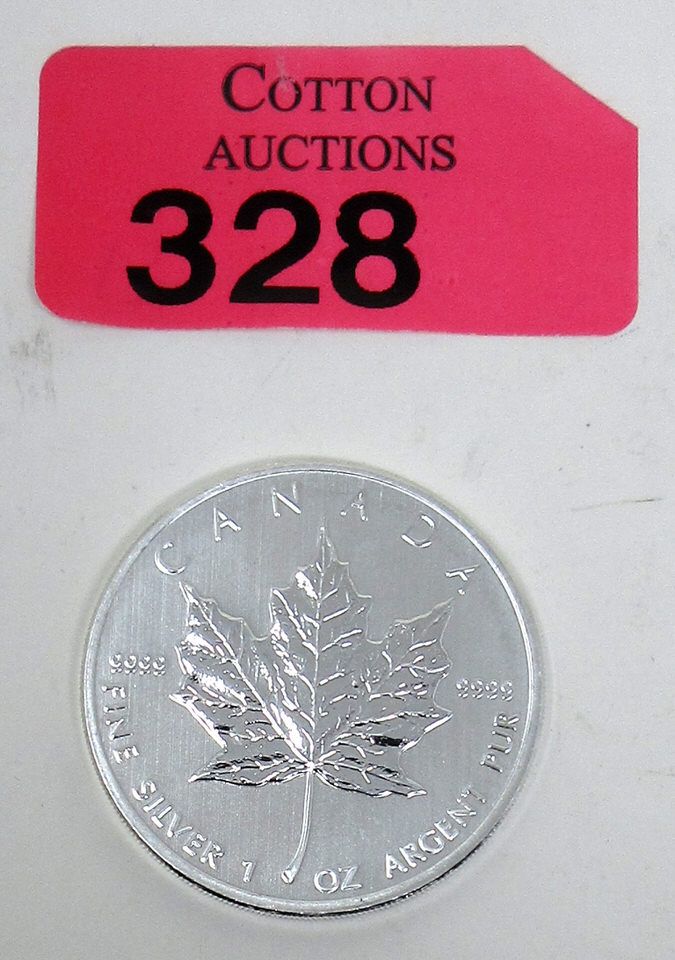 COTTON
AUCTIONS
328
CANADA
9999 9999
FINE SILVER 1 OZ ARGENT PUR